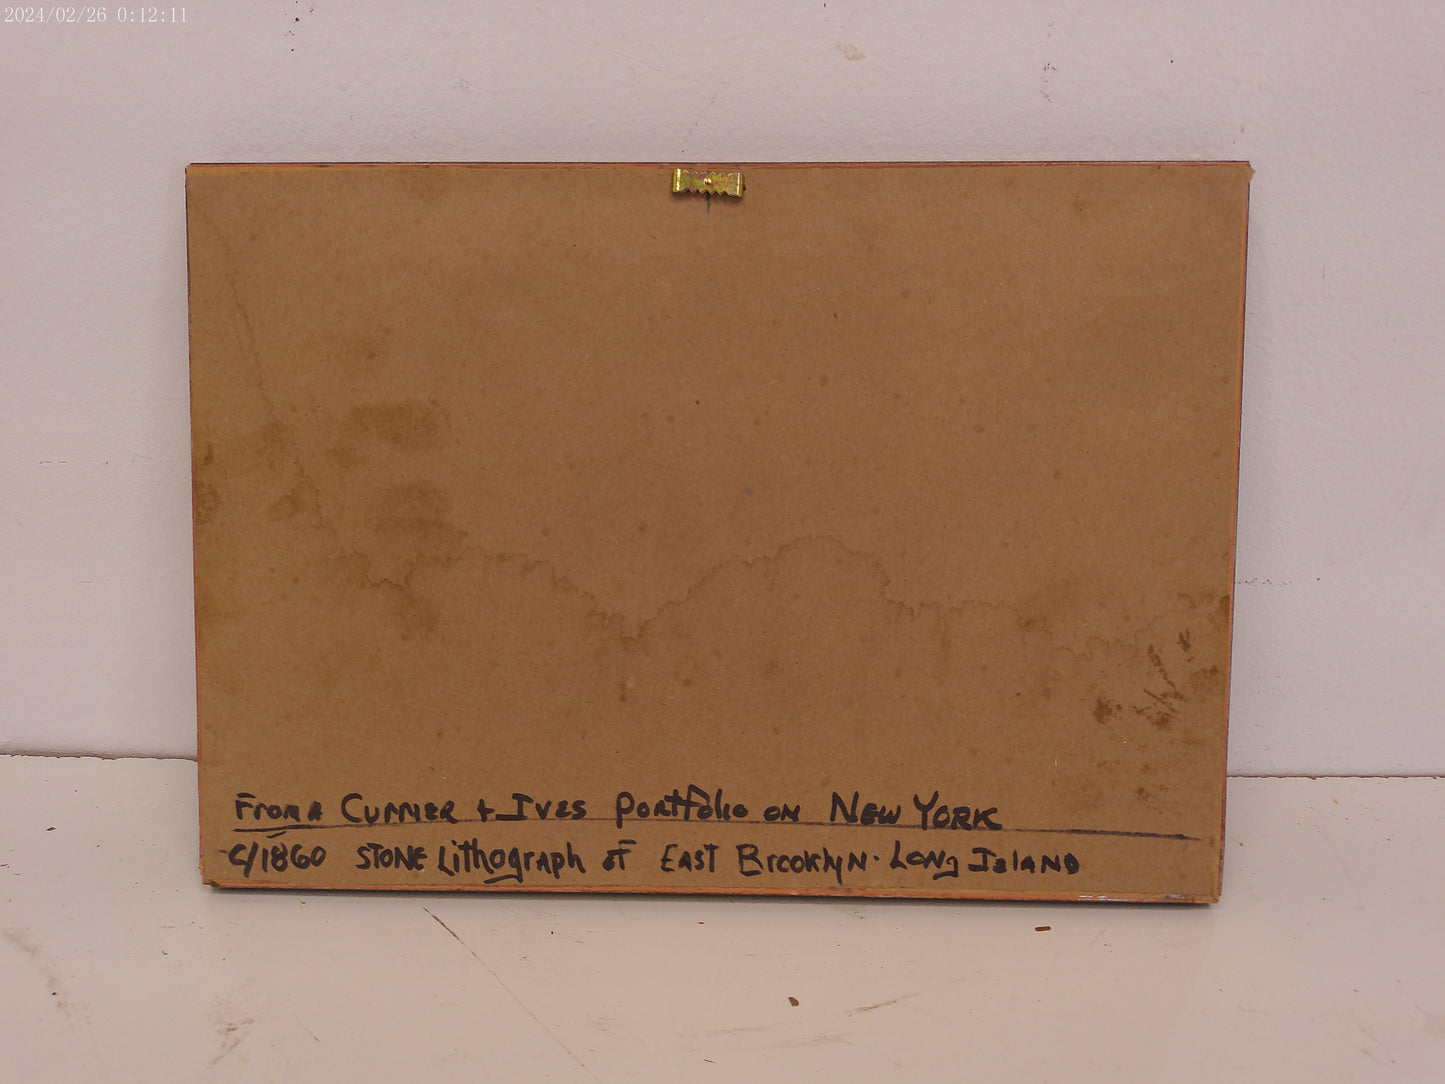 2024/02/26 0:12:11
From A Currier + Ives Portfolio on New York
C/1860 Stone Lithograph of East Brooklyn. Long Island